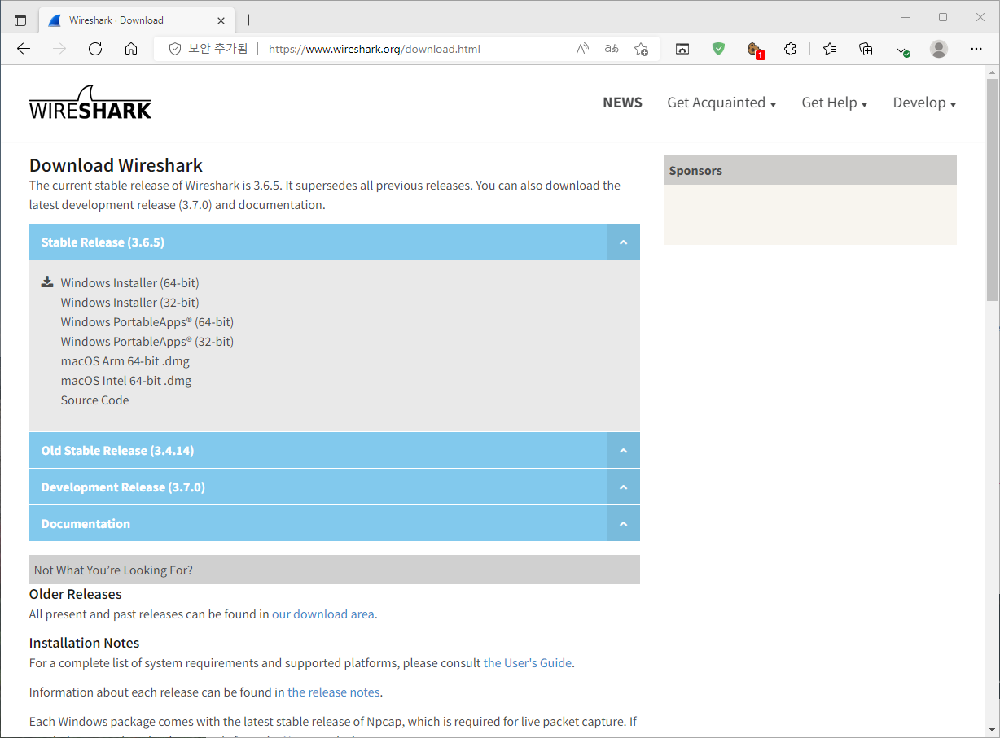 Wireshark · Download
보안 추가됨
https://www.wireshark.org/download.html
1
WIRESHARK
NEWS
Get Acquainted
Get Help
Develop
Download Wireshark
The current stable release of Wireshark is 3.6.5. It supersedes all previous releases. You can also download the
latest development release (3.7.0) and documentation.
Sponsors
Stable Release (3.6.5)
Windows Installer (64-bit)
Windows Installer (32-bit)
Windows PortableApps® (64-bit)
Windows PortableApps® (32-bit)
macOS Arm 64-bit .dmg
macOS Intel 64-bit .dmg
Source Code
Old Stable Release (3.4.14)
Development Release (3.7.0)
Documentation
Not What You’re Looking For?
Older Releases
All present and past releases can be found in our download area.
Installation Notes
For a complete list of system requirements and supported platforms, please consult the User's Guide.
Information about each release can be found in the release notes.
Each Windows package comes with the latest stable release of Npcap, which is required for live packet capture. If